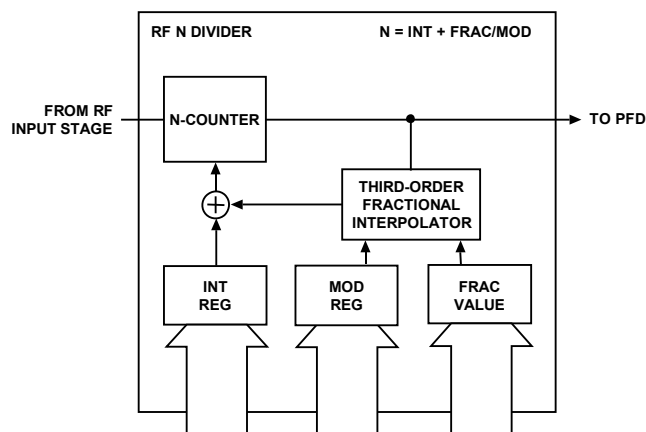 RF N DIVIDER
N = INT + FRAC/MOD
FROM RF
INPUT STAGE
N-COUNTER
TO PFD
THIRD-ORDER
FRACTIONAL
INTERPOLATOR
INT
REG
MOD
REG
FRAC
VALUE